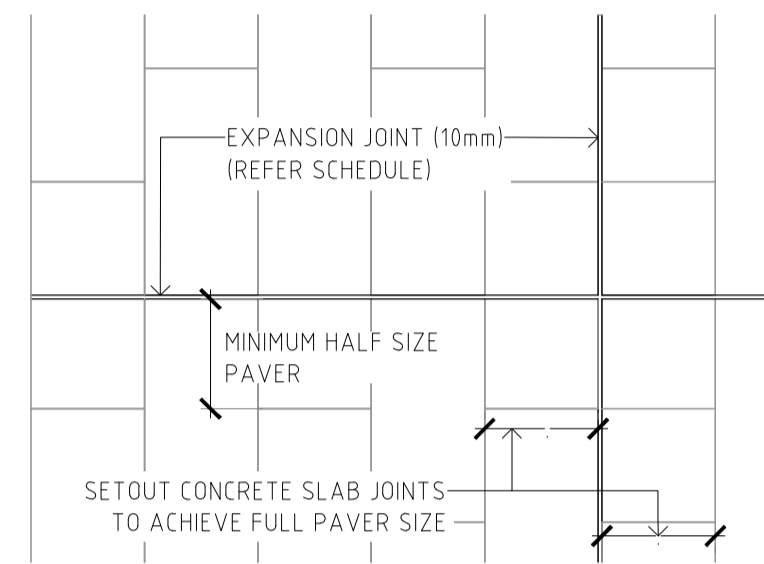 EXPANSION JOINT (10mm)
(REFER SCHEDULE)
MINIMUM HALF SIZE
PAVER
SETOUT CONCRETE SLAB JOINTS
TO ACHIEVE FULL PAVER SIZE